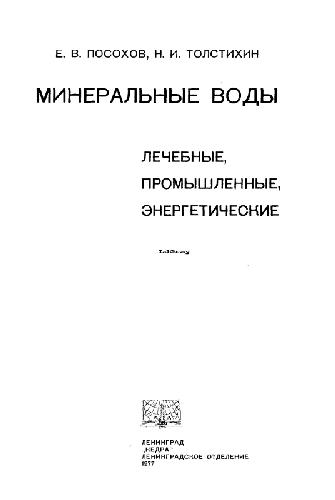 Е. В. ПОСОХОВ, Н. И. ТОЛСТИХИН
МИНЕРАЛЬНЫЕ ВОДЫ
ЛЕЧЕБНЫЕ,
ПРОМЫШЛЕННЫЕ,
ЭНЕРГЕТИЧЕСКИЕ
ЛЕНИНГРАД
„НЕДРА"
ЛЕНИНГРАДСКОЕ ОТДЕЛЕНИЕ
1977